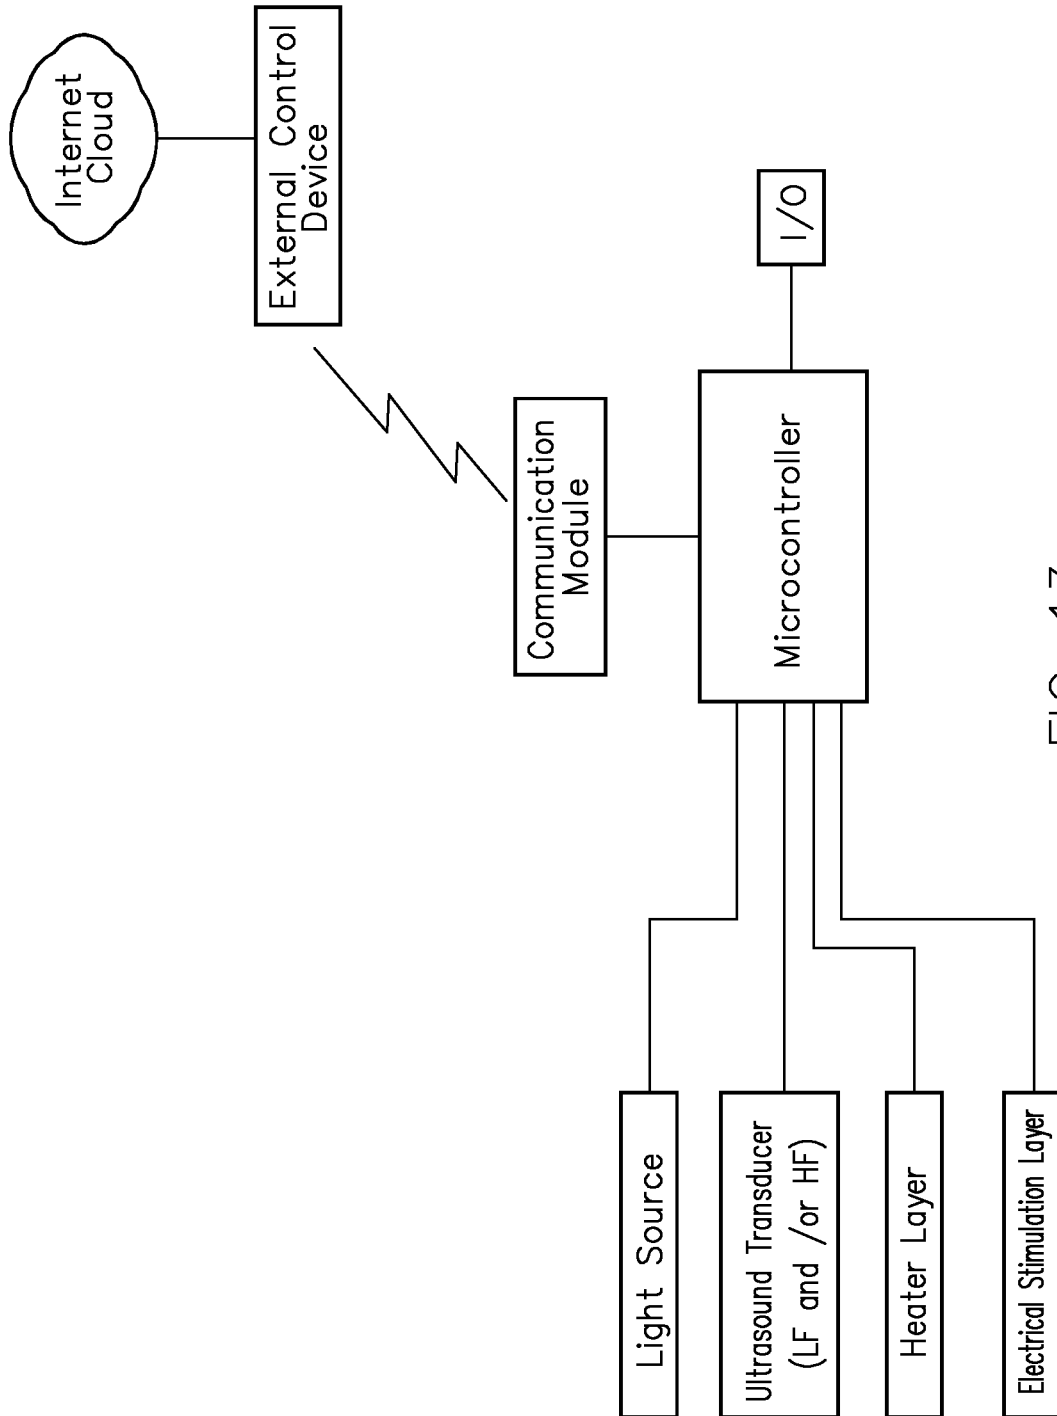 Internet
Cloud
External Control
Device
Communication
Module
Light Source
Ultrasound Transducer
(LF and /or HF)
Microcontroller
I/O
Heater Layer
Electrical Stimulation Layer